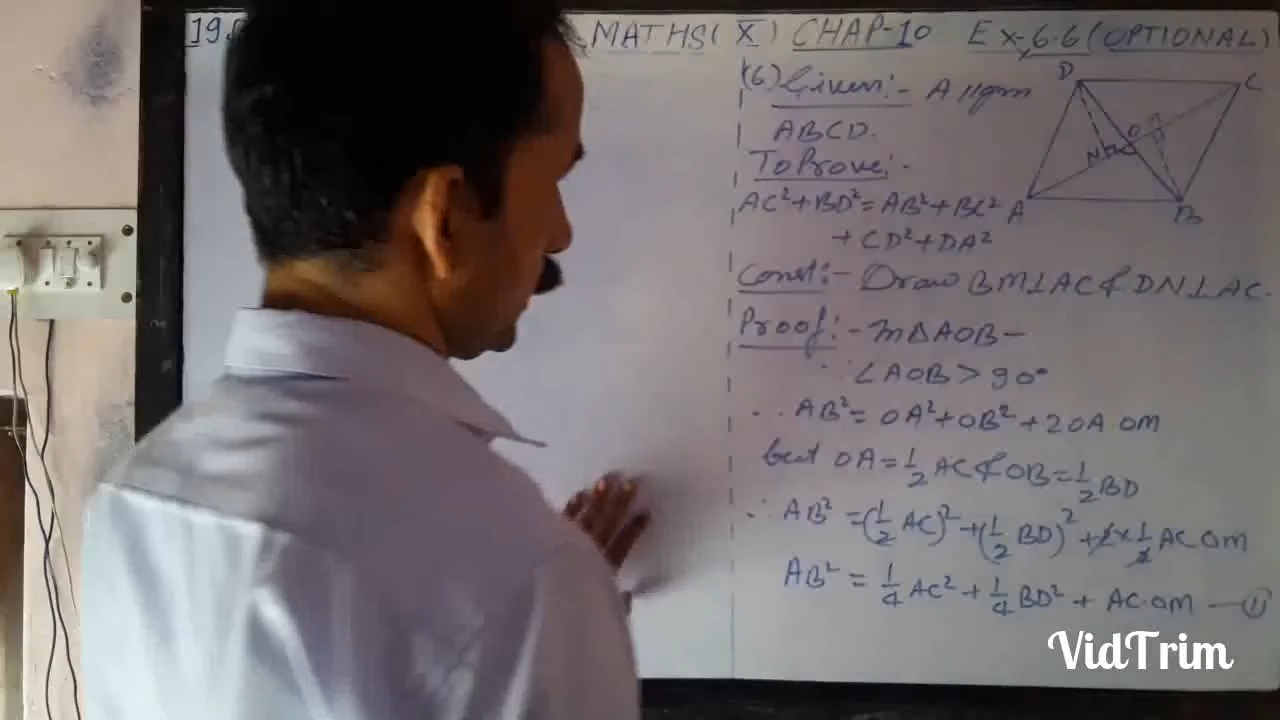 19. MATHS( X ) CHAP-10 Ex-6.6 (OPTIONAL)
(6) Given:- A ||gm
ABCD.
To Prove:-
AC²+BD²=AB²+BC²
+CD²+DA²
Const:- Draw BM⊥AC & DN⊥AC.
Proof:- In ΔAOB-
∵ ∠AOB > 90°
∴ AB² = OA²+OB²+2OA.OM
but OA=1/2 AC & OB=1/2 BD
∴ AB² =(1/2 AC)²+(1/2 BD)²+2×1/2 AC OM
AB² = 1/4 AC² + 1/4 BD² + AC.OM —(1)
D C
O M
N
A B
VidTrim